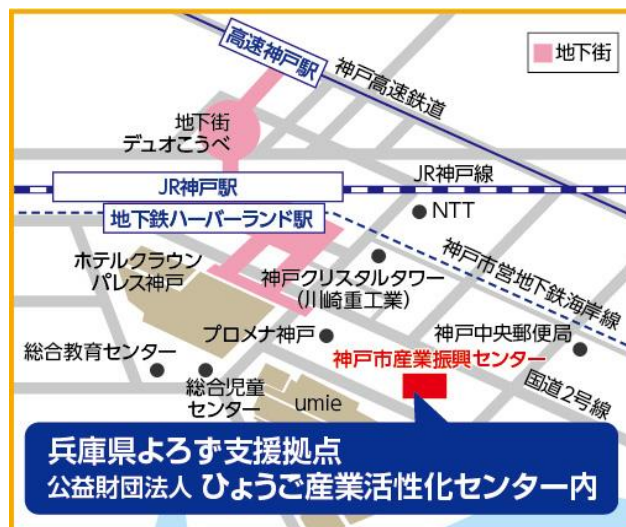 高速神戸駅
神戸高速鉄道
地下街
地下街
デュオこうべ
JR神戸駅
JR神戸線
地下鉄ハーバーランド駅
NTT
神戸市営地下鉄海岸線
ホテルクラウン
パレス神戸
神戸クリスタルタワー
(川崎重工業)
プロメナ神戸
神戸中央郵便局
総合教育センター
神戸市産業振興センター
総合児童
センター
umie
国道2号線
兵庫県よろず支援拠点
公益財団法人 ひょうご産業活性化センター内